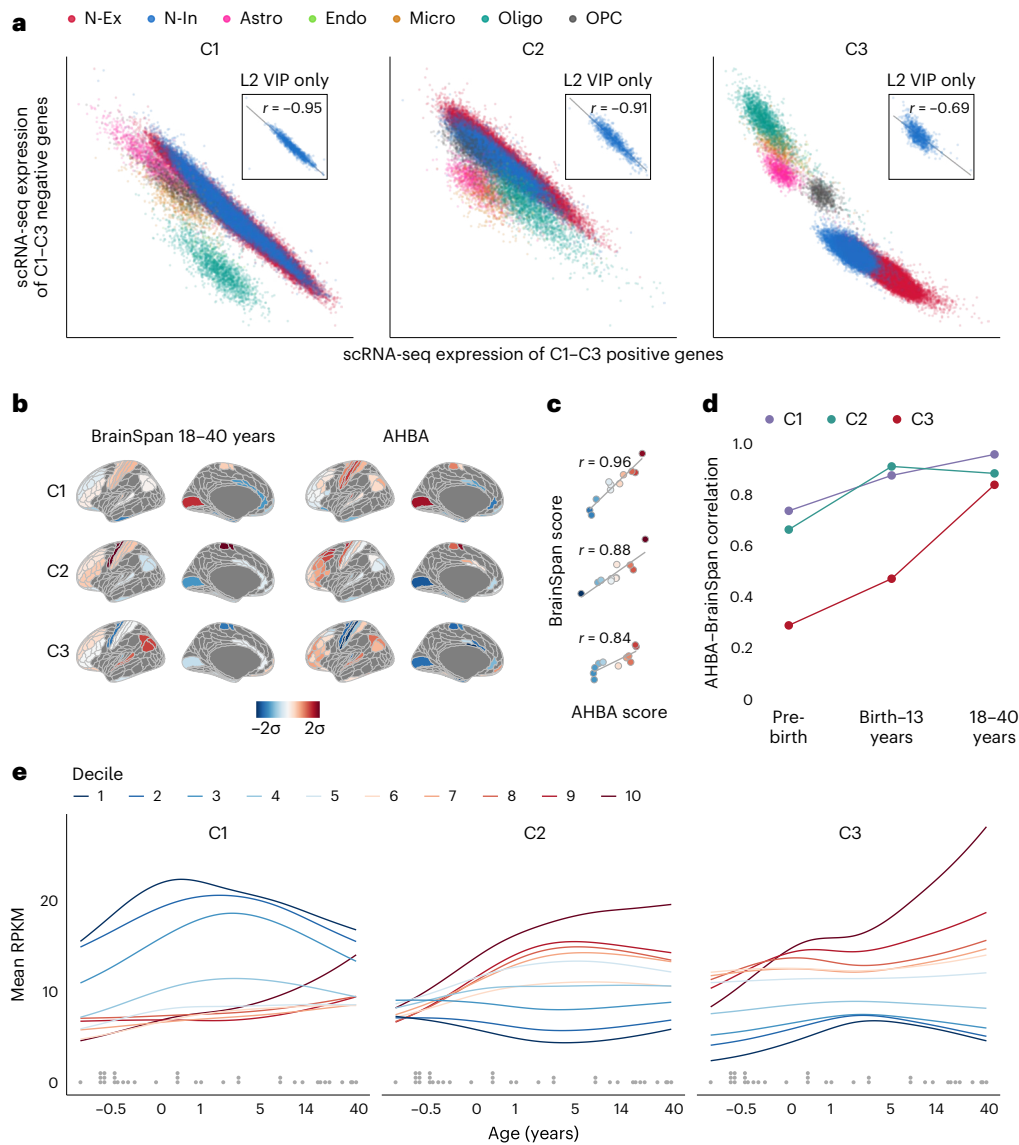 a
N-Ex N-In Astro Endo Micro Oligo OPC
C1 C2 C3
L2 VIP only L2 VIP only L2 VIP only
r = −0.95 r = −0.91 r = −0.69
scRNA-seq expression
of C1–C3 negative genes
scRNA-seq expression of C1–C3 positive genes
b
BrainSpan 18–40 years AHBA
C1
C2
C3
−2σ 2σ
c
r = 0.96
r = 0.88
r = 0.84
BrainSpan score
AHBA score
d
C1 C2 C3
AHBA–BrainSpan correlation
1.0
0.8
0.6
0.4
0.2
0
Pre-
birth
Birth–13
years
18–40
years
e
Decile
1 2 3 4 5 6 7 8 9 10
C1 C2 C3
Mean RPKM
20
10
0
−0.5 0 1 5 14 40 −0.5 0 1 5 14 40 −0.5 0 1 5 14 40
Age (years)